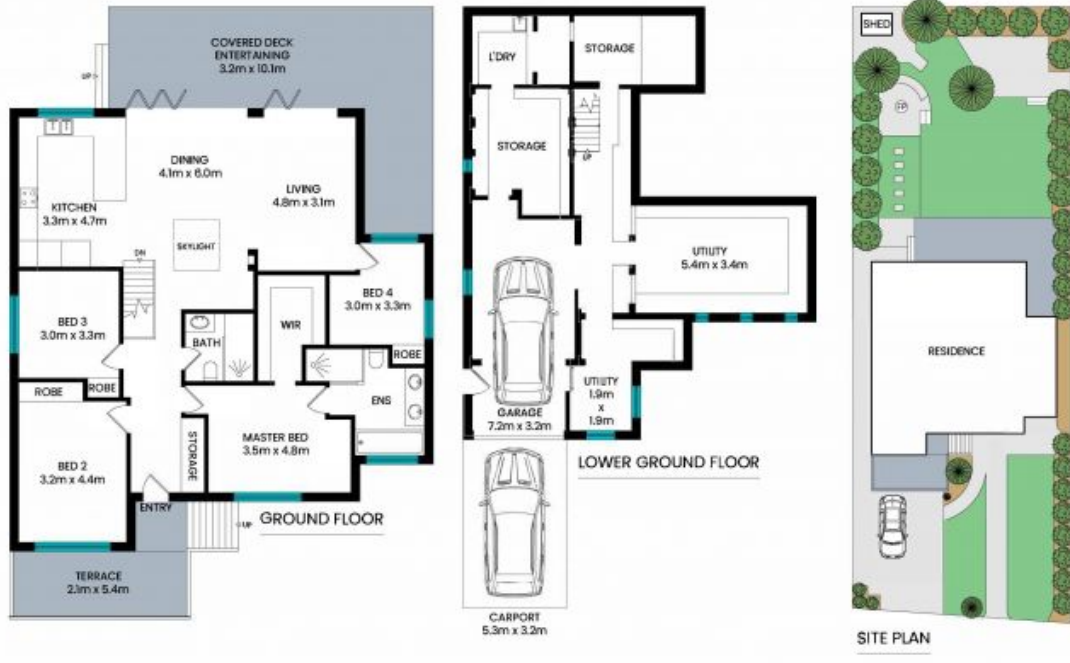 COVERED DECK
ENTERTAINING
3.2m x 10.1m
UP
DINING
4.1m x 6.0m
KITCHEN
3.3m x 4.7m
LIVING
4.8m x 3.1m
SKYLIGHT
DN
BED 3
3.0m x 3.3m
BED 4
3.0m x 3.3m
WIR
BATH
ROBE
ROBE
ROBE
ENS
MASTER BED
3.5m x 4.8m
STORAGE
BED 2
3.2m x 4.4m
ENTRY
UP
GROUND FLOOR
TERRACE
2.1m x 5.4m
L'DRY
STORAGE
STORAGE
UP
UTILITY
5.4m x 3.4m
UTILITY
1.9m
x
1.9m
GARAGE
7.2m x 3.2m
LOWER GROUND FLOOR
CARPORT
5.3m x 3.2m
SHED
FP
RESIDENCE
SITE PLAN